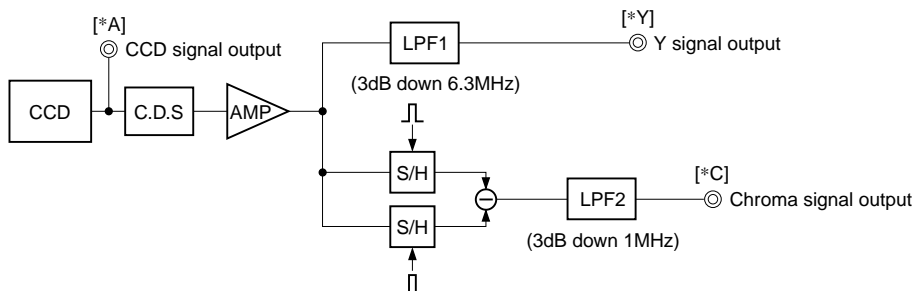 [*A]
CCD signal output
[*Y]
Y signal output
LPF1
(3dB down 6.3MHz)
CCD
C.D.S
AMP
S/H
S/H
[*C]
Chroma signal output
LPF2
(3dB down 1MHz)